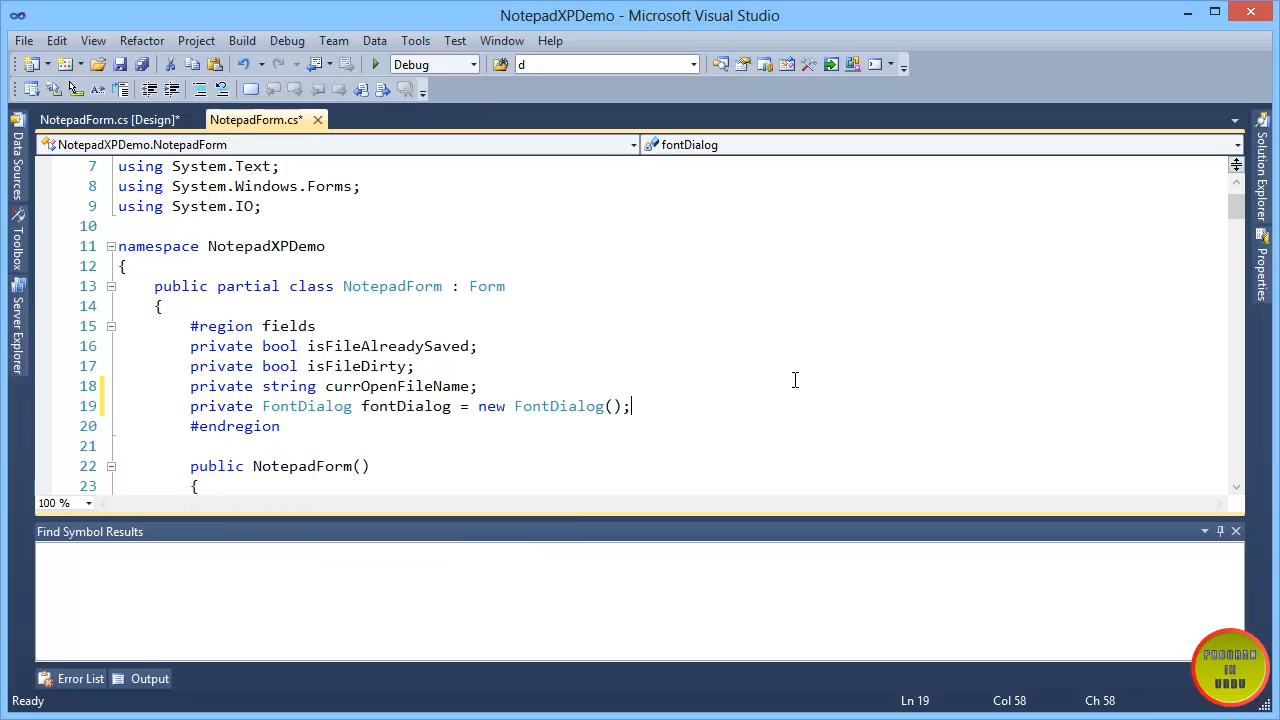 NotepadXPDemo - Microsoft Visual Studio
File Edit View Refactor Project Build Debug Team Data Tools Test Window Help
Debug d
NotepadForm.cs [Design]* NotepadForm.cs*
NotepadXPDemo.NotepadForm fontDialog
7 using System.Text;
8 using System.Windows.Forms;
9 using System.IO;
10
11 namespace NotepadXPDemo
12 {
13 public partial class NotepadForm : Form
14 {
15 #region fields
16 private bool isFileAlreadySaved;
17 private bool isFileDirty;
18 private string currOpenFileName;
19 private FontDialog fontDialog = new FontDialog();
20 #endregion
21
22 public NotepadForm()
23 {
100 %
Data Sources
Toolbox
Server Explorer
Solution Explorer
Properties
Find Symbol Results
Error List Output
Ready Ln 19 Col 58 Ch 58
PROGRAM
IN
URDU